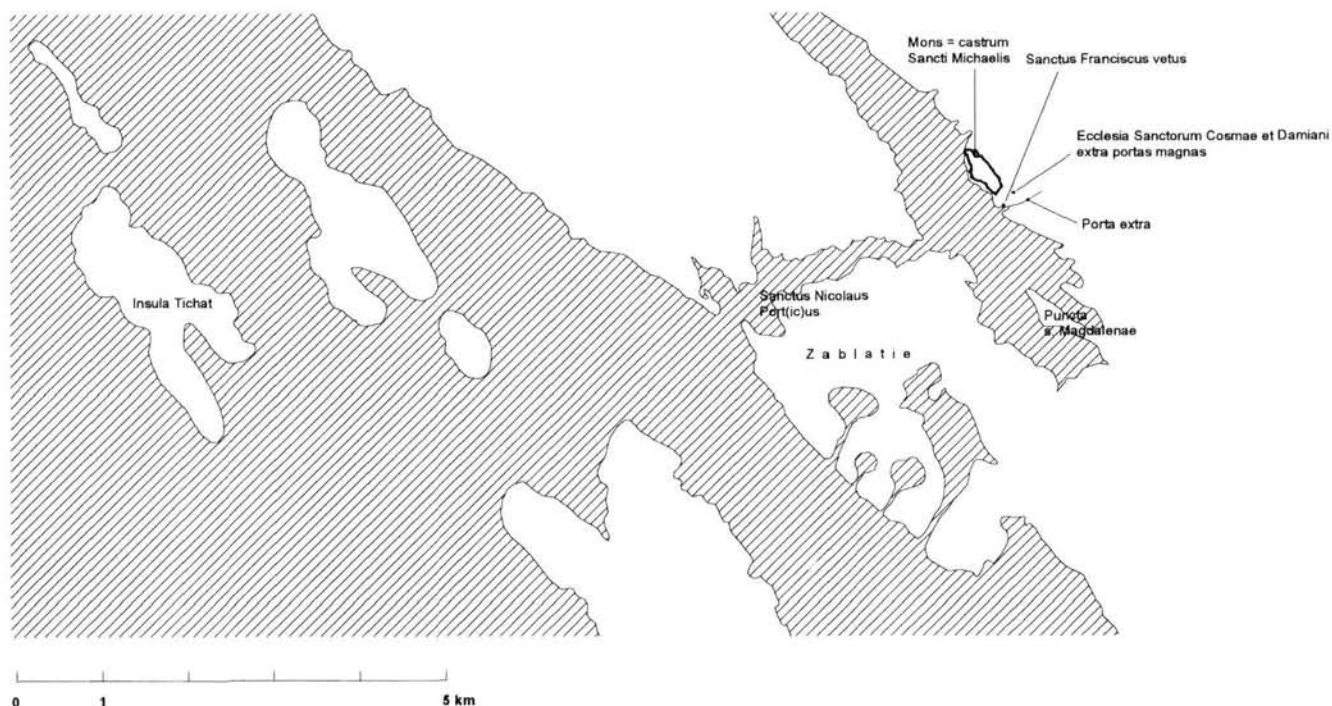 Mons = castrum
Sancti Michaelis
Sanctus Franciscus vetus
Ecclesia Sanctorum Cosmae et Damiani
extra portas magnas
Porta extra
Insula Tichat
Sanctus Nicolaus
Port(ic)us
Puncta
s. Magdalenae
Zablatie
0 1 5 km